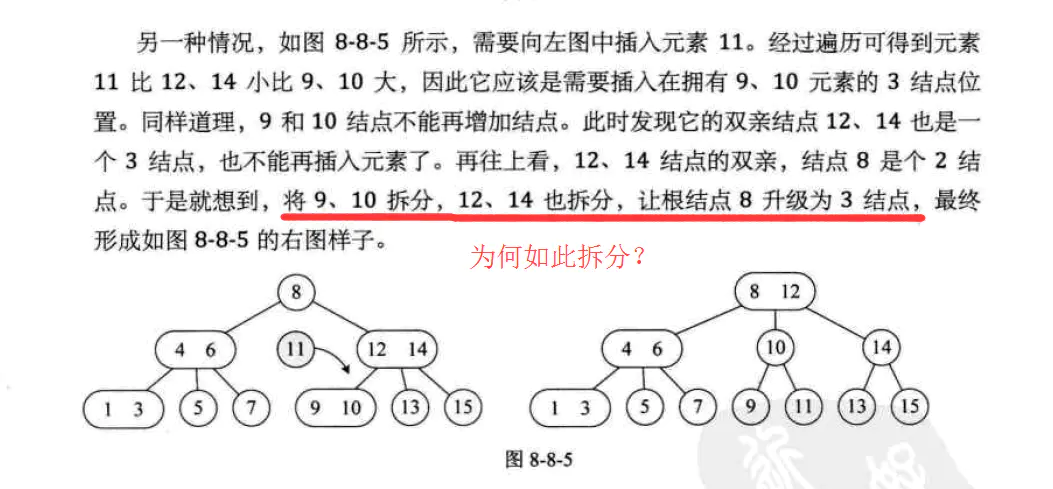 另一种情况，如图 8-8-5 所示，需要向左图中插入元素 11。经过遍历可得到元素
11 比 12、14 小比 9、10 大，因此它应该是需要插入在拥有 9、10 元素的 3 结点位
置。同样道理，9 和 10 结点不能再增加结点。此时发现它的双亲结点 12、14 也是一
个 3 结点，也不能再插入元素了。再往上看，12、14 结点的双亲，结点 8 是个 2 结
点。于是就想到，将 9、10 拆分，12、14 也拆分，让根结点 8 升级为 3 结点，最终
形成如图 8-8-5 的右图样子。
为何如此拆分？
8
4 6
11
12 14
1 3
5
7
9 10
13
15
8 12
4 6
10
14
1 3
5
7
9
11
13
15
图 8-8-5